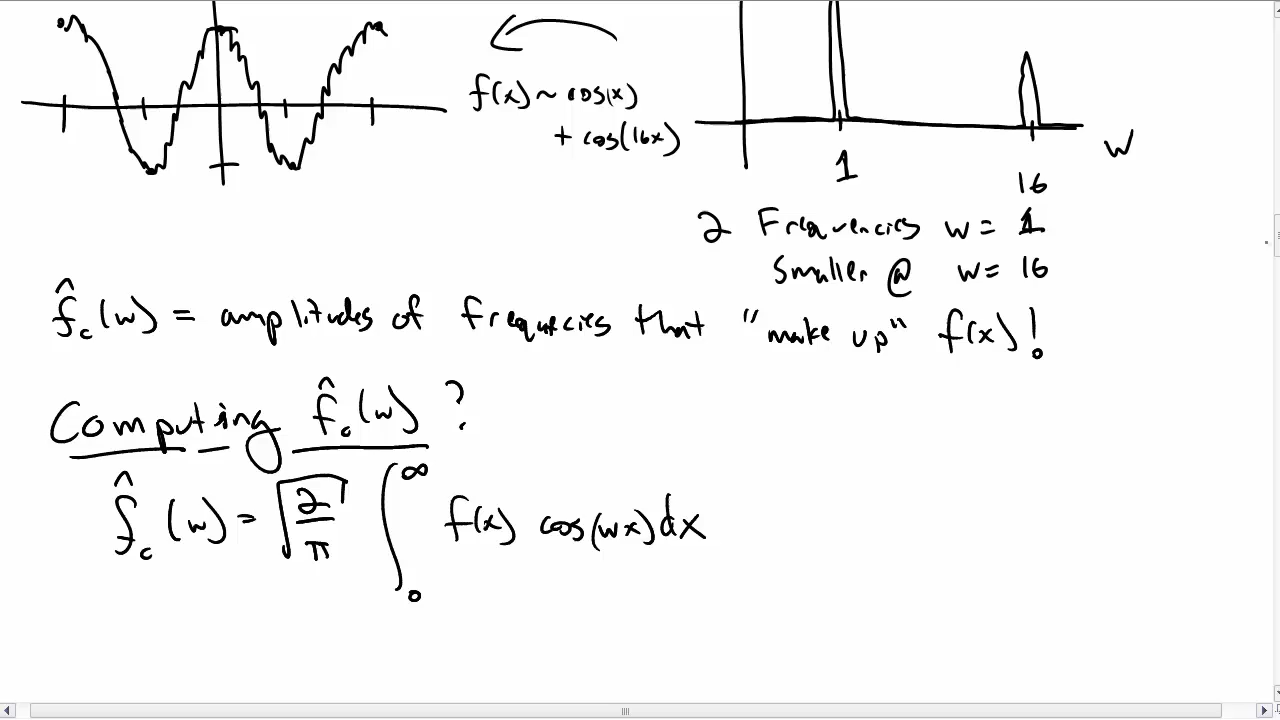 f(x) ~ cos(x)
+ cos(16x)
1
16
w
2 Frequencies w = 1
Smaller @ w = 16
f̂c(w) = amplitudes of frequecies that "make up" f(x)!
Computing f̂c(w) ?
f̂c(w) = √(2/π) ∫₀^∞ f(x) cos(wx)dx